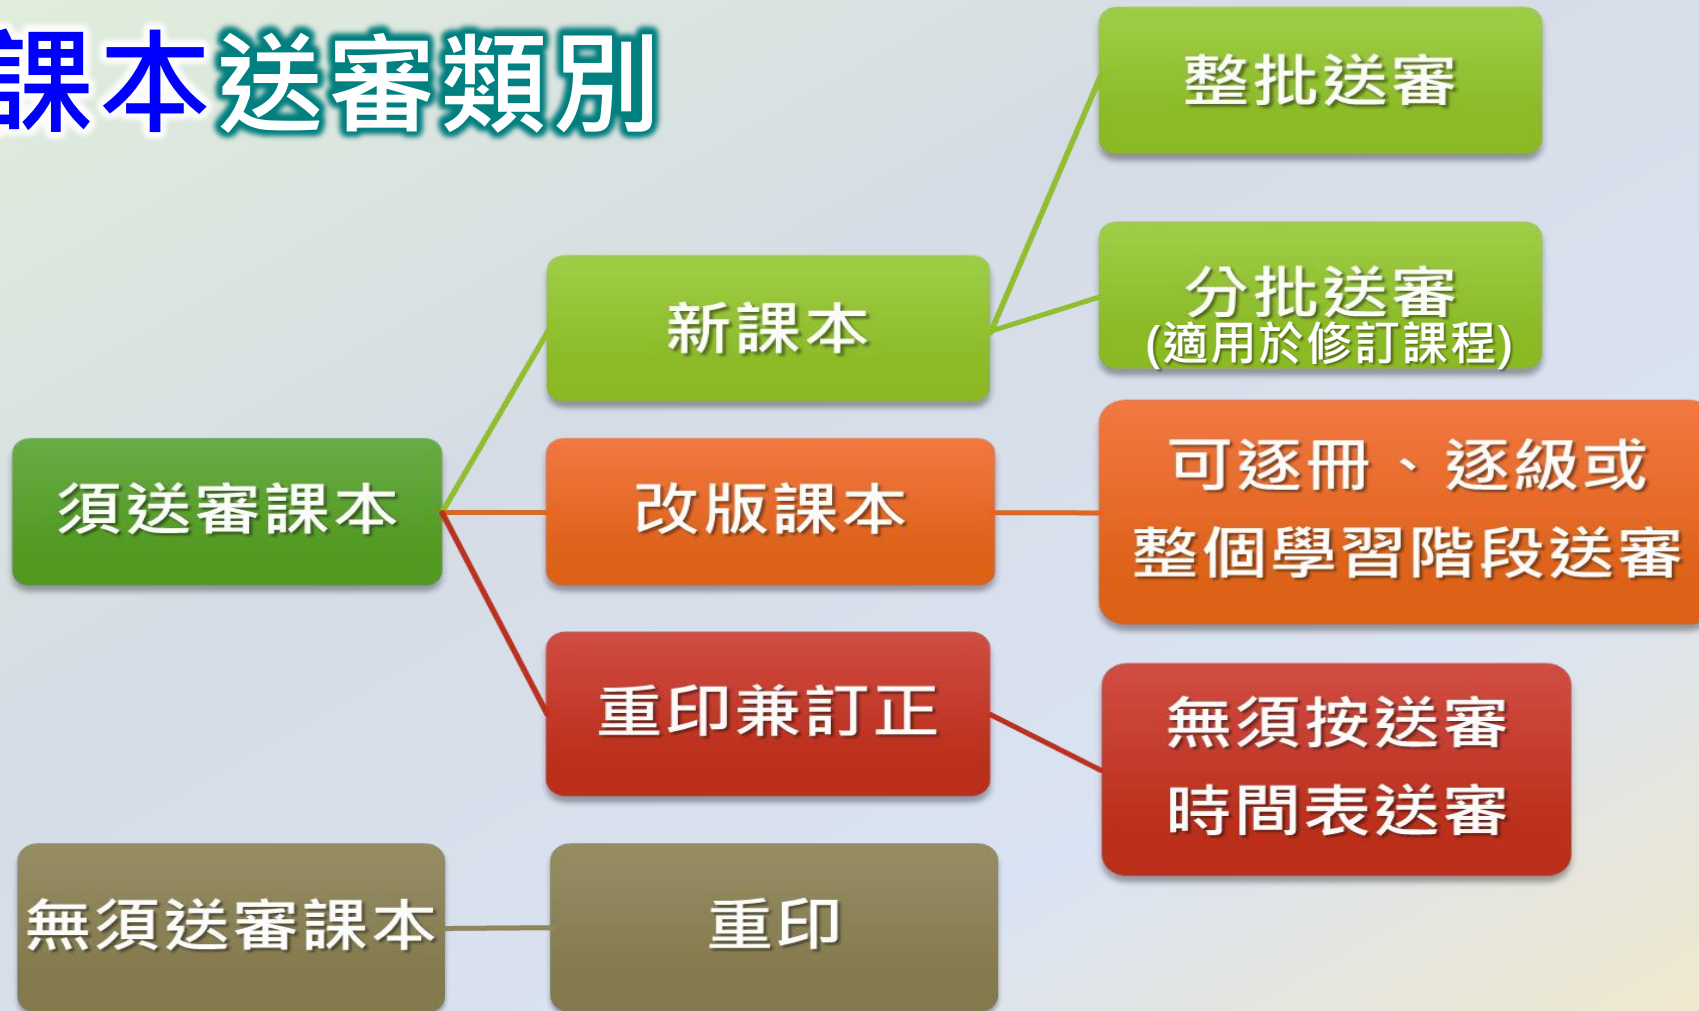 課本送審類別
須送審課本
新課本
整批送審
分批送審
(適用於修訂課程)
改版課本
可逐冊、逐級或
整個學習階段送審
重印兼訂正
無須按送審
時間表送審
無須送審課本
重印